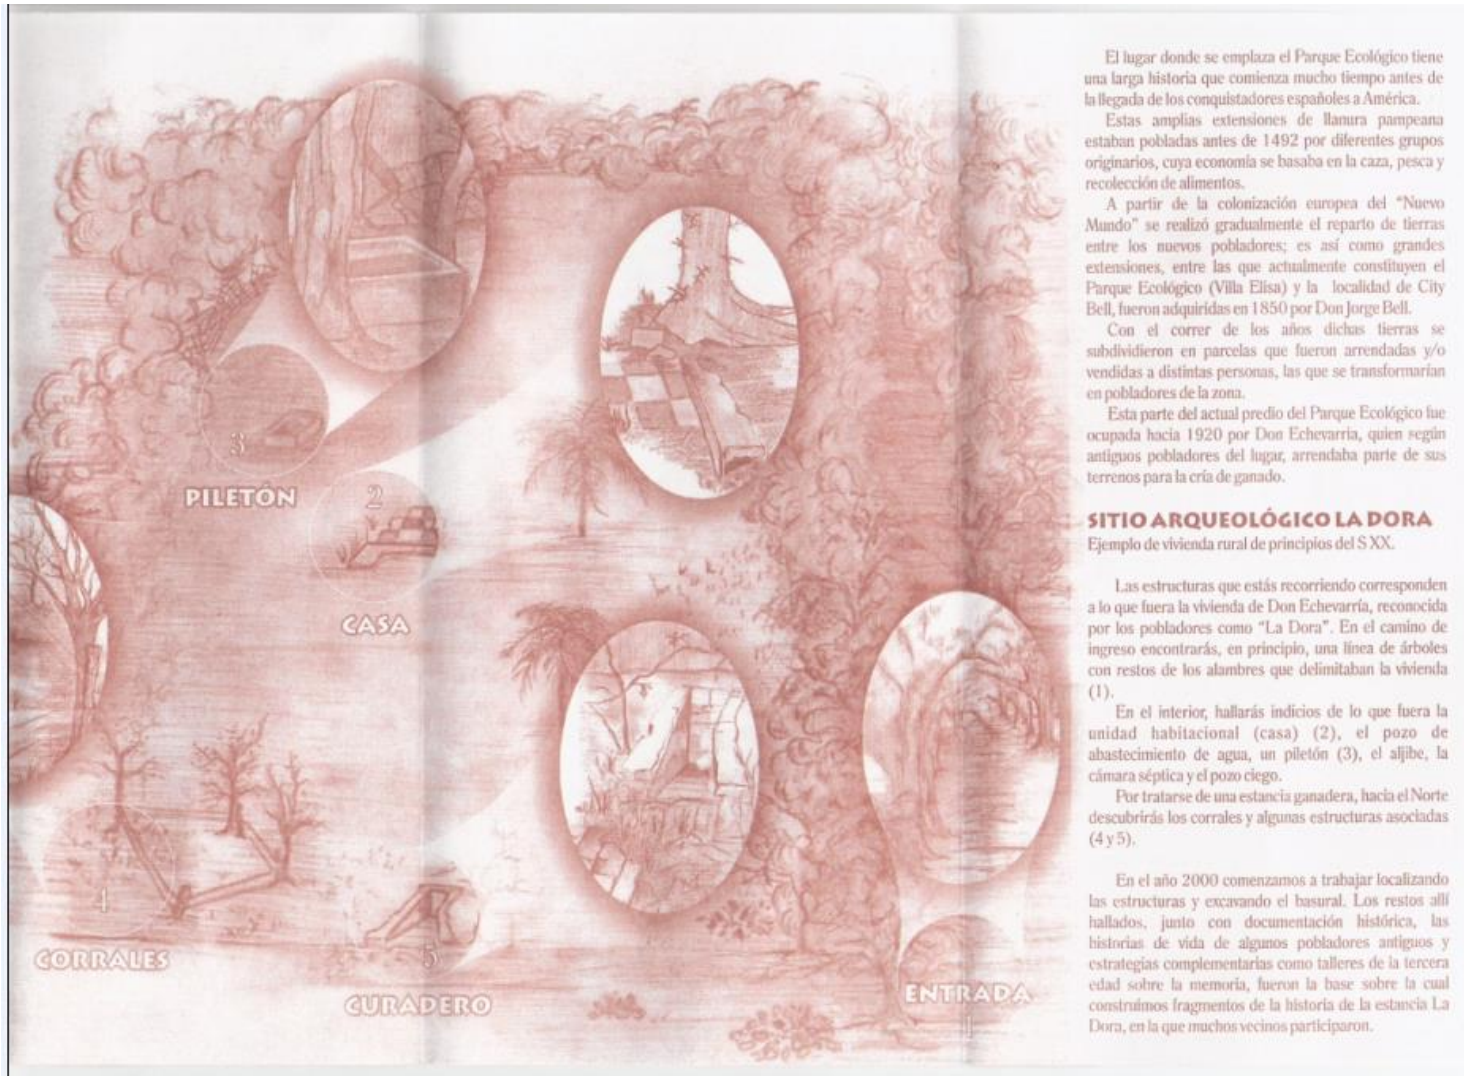 3
PILETÓN
2
CASA
4
CORRALES
5
CURADERO
ENTRADA
1
El lugar donde se emplaza el Parque Ecológico tiene
una larga historia que comienza mucho tiempo antes de
la llegada de los conquistadores españoles a América.
Estas amplias extensiones de llanura pampeana
estaban pobladas antes de 1492 por diferentes grupos
originarios, cuya economía se basaba en la caza, pesca y
recolección de alimentos.
A partir de la colonización europea del “Nuevo
Mundo” se realizó gradualmente el reparto de tierras
entre los nuevos pobladores; es así como grandes
extensiones, entre las que actualmente constituyen el
Parque Ecológico (Villa Elisa) y la localidad de City
Bell, fueron adquiridas en 1850 por Don Jorge Bell.
Con el correr de los años dichas tierras se
subdividieron en parcelas que fueron arrendadas y/o
vendidas a distintas personas, las que se transformarían
en pobladores de la zona.
Esta parte del actual predio del Parque Ecológico fue
ocupada hacia 1920 por Don Echevarría, quien según
antiguos pobladores del lugar, arrendaba parte de sus
terrenos para la cría de ganado.
SITIO ARQUEOLÓGICO LA DORA
Ejemplo de vivienda rural de principios del S XX.
Las estructuras que estás recorriendo corresponden
a lo que fuera la vivienda de Don Echevarría, reconocida
por los pobladores como “La Dora”. En el camino de
ingreso encontrarás, en principio, una línea de árboles
con restos de los alambres que delimitaban la vivienda
(1).
En el interior, hallarás indicios de lo que fuera la
unidad habitacional (casa) (2), el pozo de
abastecimiento de agua, un piletón (3), el aljibe, la
cámara séptica y el pozo ciego.
Por tratarse de una estancia ganadera, hacia el Norte
descubrirás los corrales y algunas estructuras asociadas
(4 y 5).
En el año 2000 comenzamos a trabajar localizando
las estructuras y excavando el basural. Los restos allí
hallados, junto con documentación histórica, las
historias de vida de algunos pobladores antiguos y
estrategias complementarias como talleres de la tercera
edad sobre la memoria, fueron la base sobre la cual
construimos fragmentos de la historia de la estancia La
Dora, en la que muchos vecinos participaron.